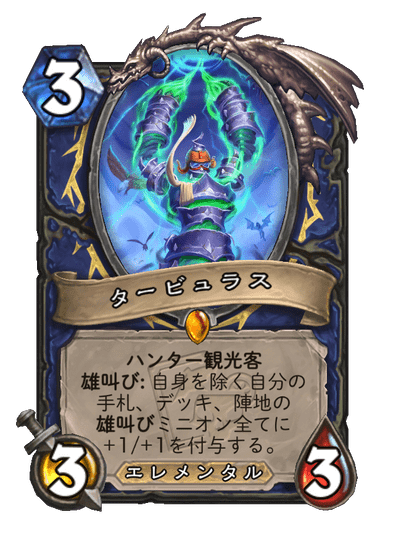 3
タービュラス
ハンター観光客
雄叫び: 自身を除く自分の
手札、デッキ、陣地の
雄叫びミニオン全てに
+1/+1を付与する。
3
エレメンタル
3